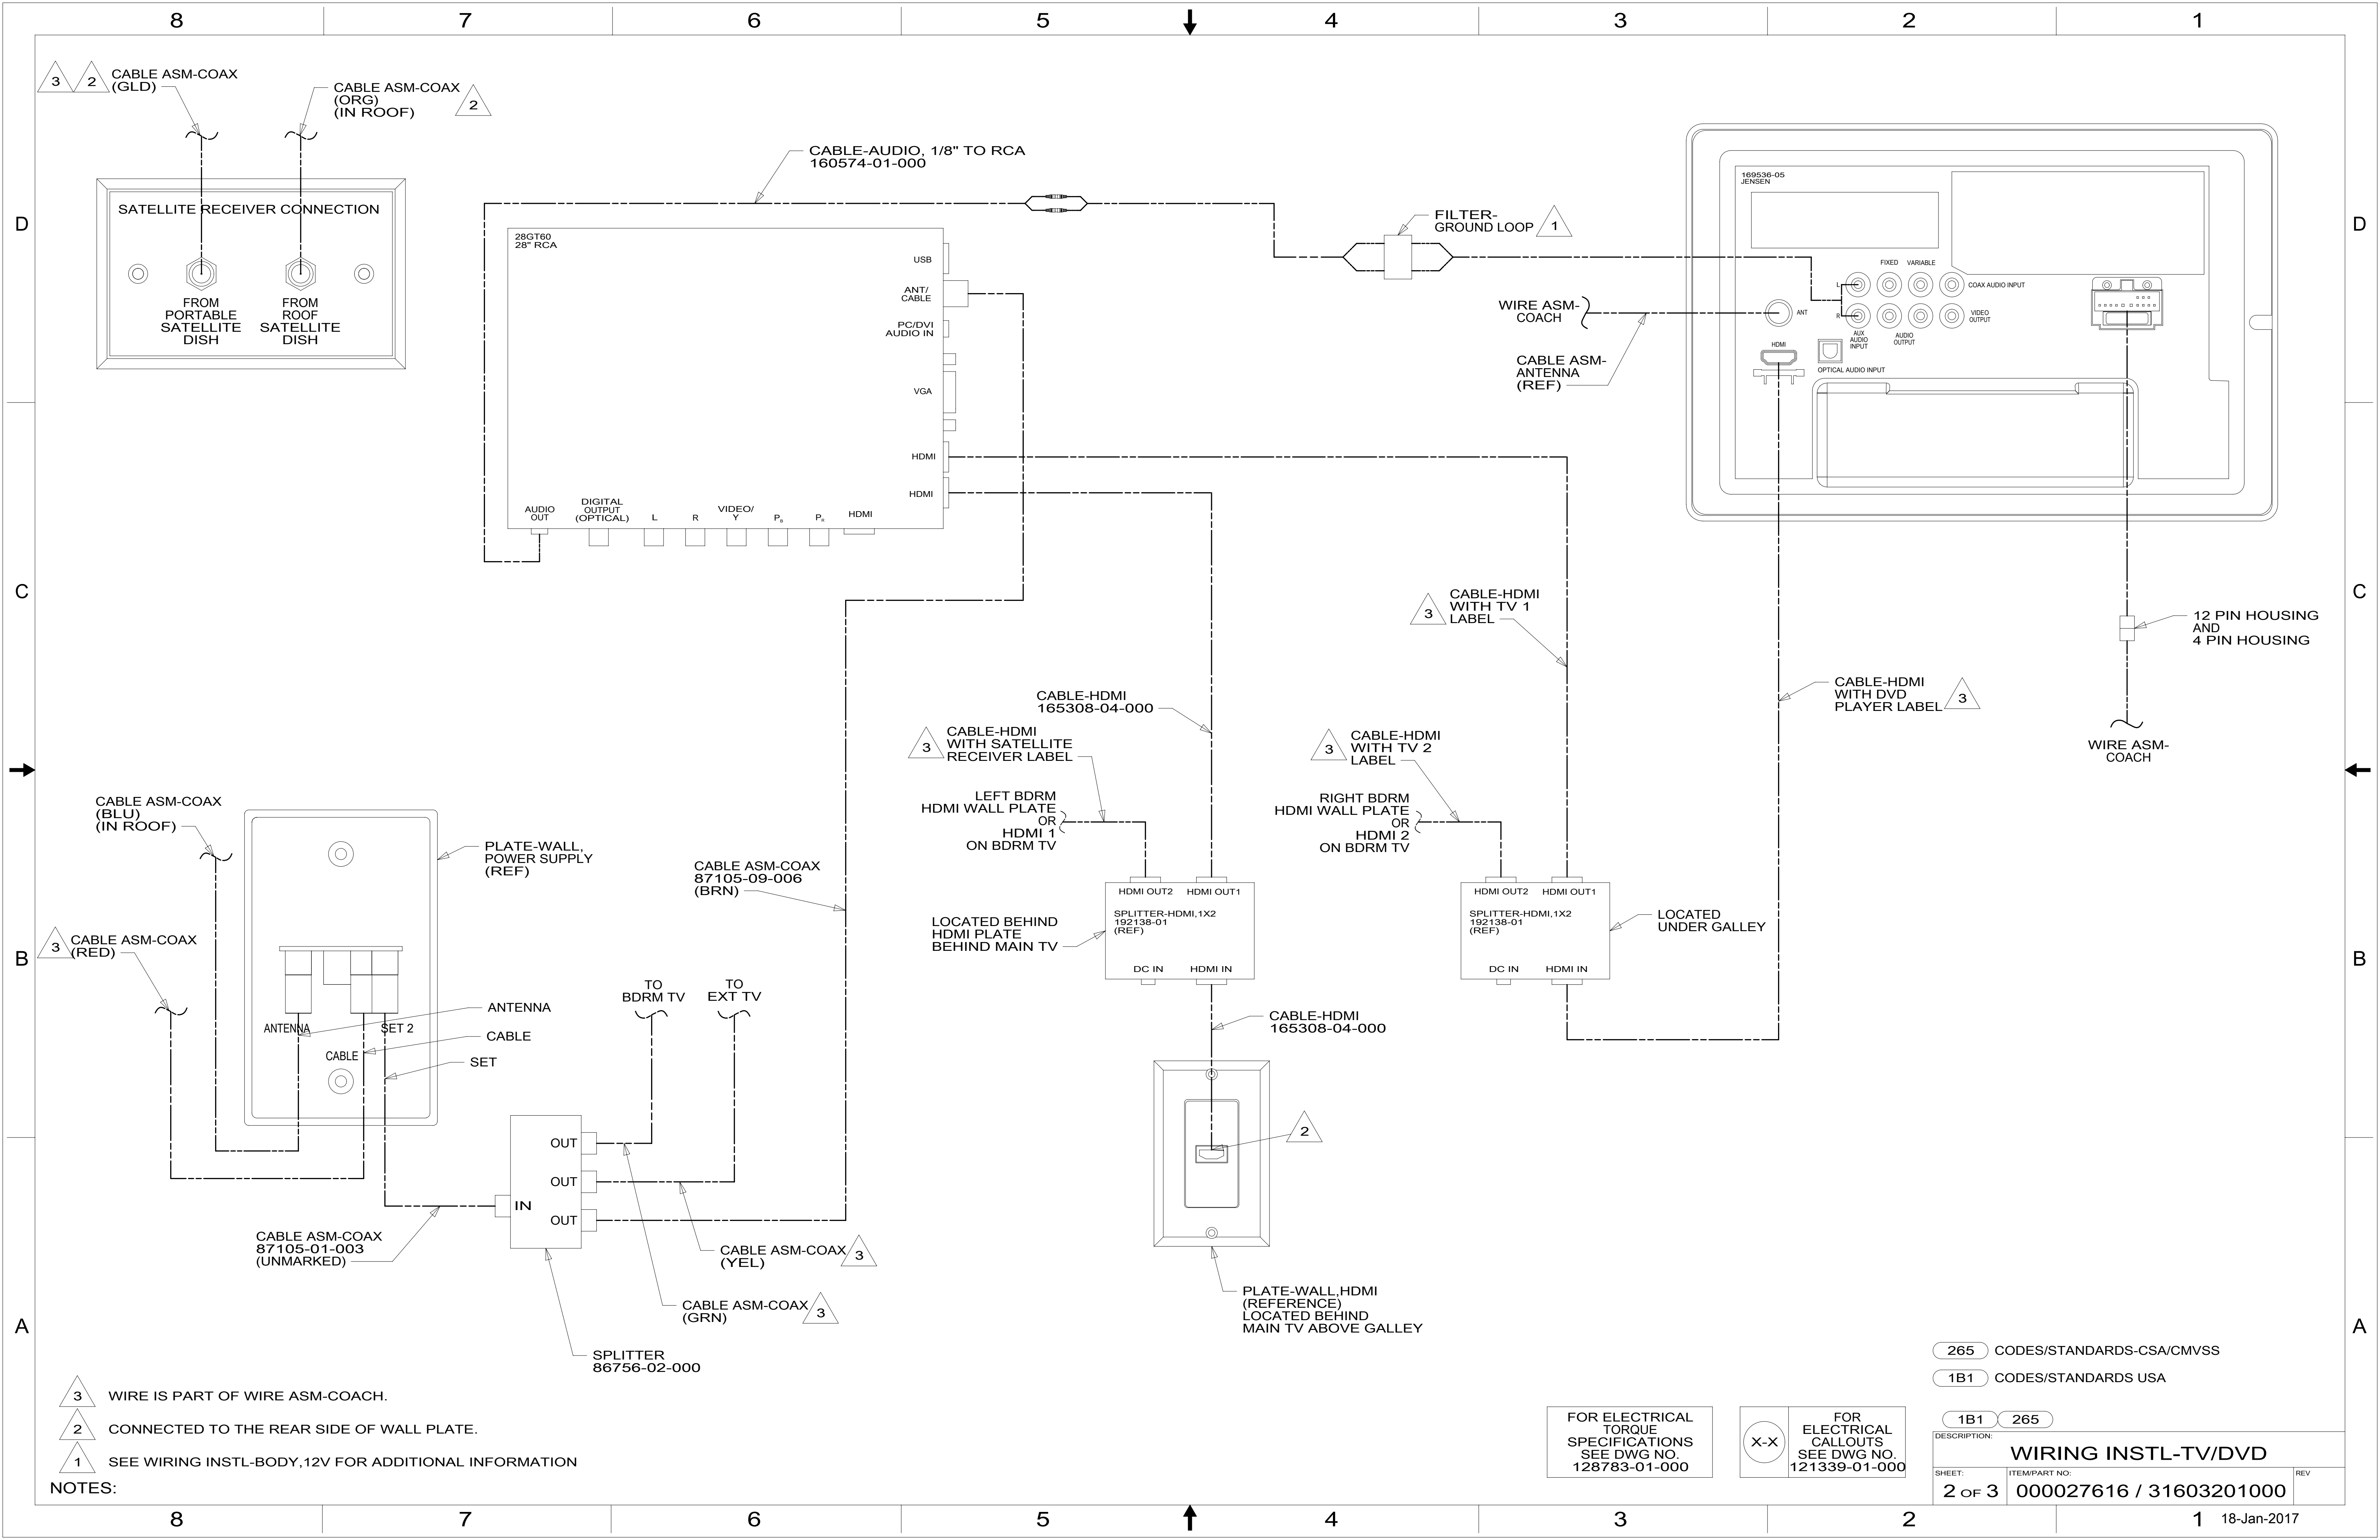 8 7 6 5 4 3 2 1
3 2 CABLE ASM-COAX
(GLD)
CABLE ASM-COAX
(ORG)
(IN ROOF)
2
SATELLITE RECEIVER CONNECTION
FROM
PORTABLE
SATELLITE
DISH
FROM
ROOF
SATELLITE
DISH
CABLE-AUDIO, 1/8" TO RCA
160574-01-000
28GT60
28" RCA
USB
ANT/
CABLE
PC/DVI
AUDIO IN
VGA
HDMI
HDMI
AUDIO
OUT
DIGITAL
OUTPUT
(OPTICAL)
L
R
VIDEO/
Y
PB
PR
HDMI
FILTER-
GROUND LOOP
1
WIRE ASM-
COACH
CABLE ASM-
ANTENNA
(REF)
169536-05
JENSEN
FIXED VARIABLE
L
COAX AUDIO INPUT
ANT
R
VIDEO
OUTPUT
AUX
AUDIO
INPUT
AUDIO
OUTPUT
HDMI
OPTICAL AUDIO INPUT
D
D
C
C
B
B
A
A
3
CABLE-HDMI
WITH TV 1
LABEL
12 PIN HOUSING
AND
4 PIN HOUSING
CABLE-HDMI
WITH DVD
PLAYER LABEL
3
WIRE ASM-
COACH
CABLE-HDMI
165308-04-000
3
CABLE-HDMI
WITH SATELLITE
RECEIVER LABEL
LEFT BDRM
HDMI WALL PLATE
OR
HDMI 1
ON BDRM TV
3
CABLE-HDMI
WITH TV 2
LABEL
RIGHT BDRM
HDMI WALL PLATE
OR
HDMI 2
ON BDRM TV
CABLE ASM-COAX
(BLU)
(IN ROOF)
PLATE-WALL,
POWER SUPPLY
(REF)
3 CABLE ASM-COAX
(RED)
ANTENNA
SET 2
CABLE
ANTENNA
CABLE
SET
CABLE ASM-COAX
87105-09-006
(BRN)
TO
BDRM TV
TO
EXT TV
LOCATED BEHIND
HDMI PLATE
BEHIND MAIN TV
HDMI OUT2 HDMI OUT1
SPLITTER-HDMI,1X2
192138-01
(REF)
DC IN HDMI IN
HDMI OUT2 HDMI OUT1
SPLITTER-HDMI,1X2
192138-01
(REF)
DC IN HDMI IN
LOCATED
UNDER GALLEY
CABLE-HDMI
165308-04-000
2
PLATE-WALL,HDMI
(REFERENCE)
LOCATED BEHIND
MAIN TV ABOVE GALLEY
OUT
OUT
IN
OUT
CABLE ASM-COAX
87105-01-003
(UNMARKED)
CABLE ASM-COAX
(YEL)
3
CABLE ASM-COAX
(GRN)
3
SPLITTER
86756-02-000
3 WIRE IS PART OF WIRE ASM-COACH.
2 CONNECTED TO THE REAR SIDE OF WALL PLATE.
1 SEE WIRING INSTL-BODY,12V FOR ADDITIONAL INFORMATION
NOTES:
265 CODES/STANDARDS-CSA/CMVSS
1B1 CODES/STANDARDS USA
1B1 265
FOR ELECTRICAL
TORQUE
SPECIFICATIONS
SEE DWG NO.
128783-01-000
X-X
FOR
ELECTRICAL
CALLOUTS
SEE DWG NO.
121339-01-000
DESCRIPTION:
WIRING INSTL-TV/DVD
SHEET:
2 OF 3
ITEM/PART NO:
000027616 / 31603201000
REV
8 7 6 5 4 3 2 1
18-Jan-2017